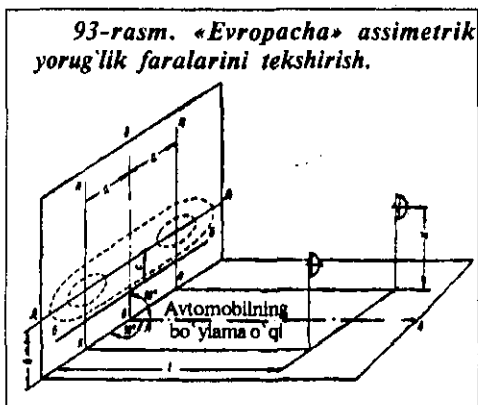 93-rasm. «Evropacha» assimetrik
yorug`lik faralarini tekshirish.
Avtomobilning
bo`ylama o`qi